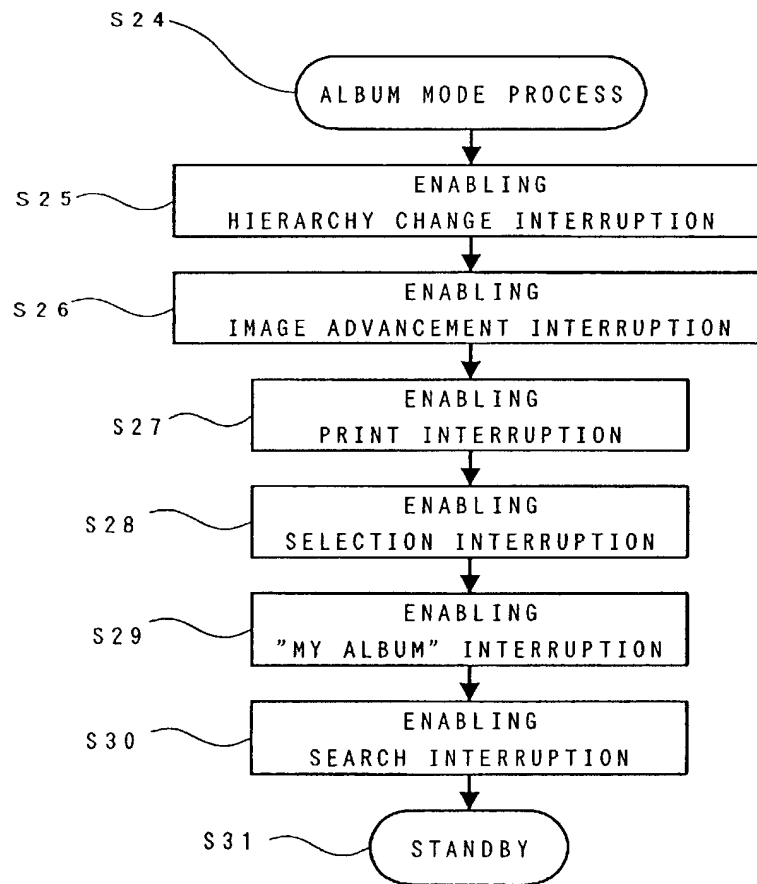 S24
ALBUM MODE PROCESS
S25
ENABLING
HIERARCHY CHANGE INTERRUPTION
S26
ENABLING
IMAGE ADVANCEMENT INTERRUPTION
S27
ENABLING
PRINT INTERRUPTION
S28
ENABLING
SELECTION INTERRUPTION
S29
ENABLING
"MY ALBUM" INTERRUPTION
S30
ENABLING
SEARCH INTERRUPTION
S31
STANDBY